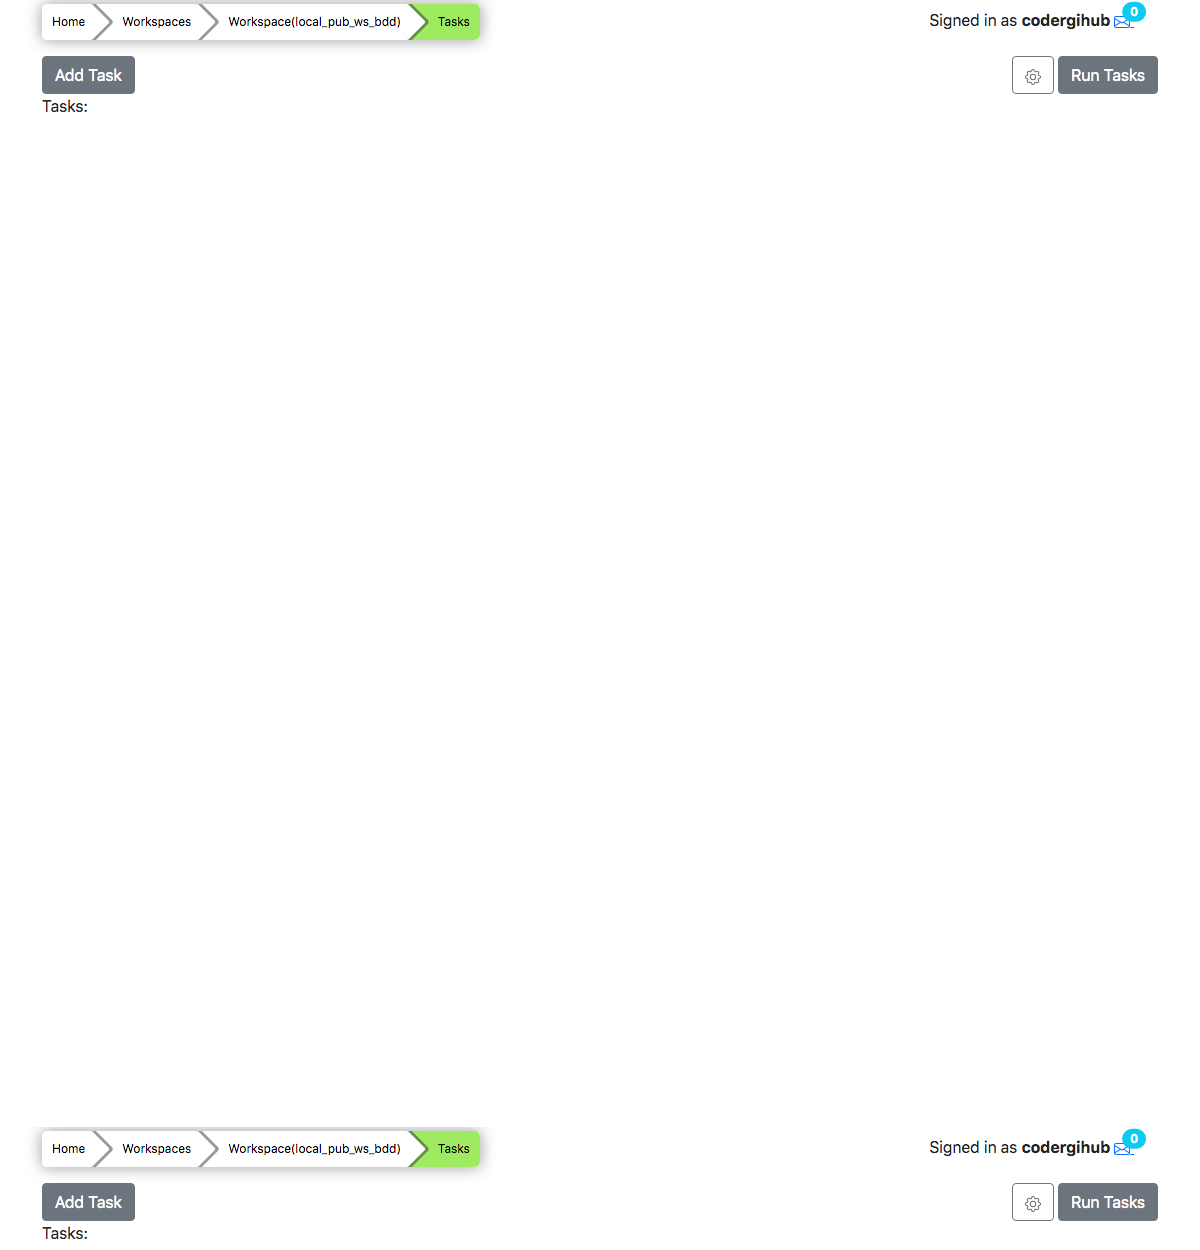 Home Workspaces Workspace(local_pub_ws_bdd) Tasks Signed in as codergihub 0
Add Task Run Tasks
Tasks:
Home Workspaces Workspace(local_pub_ws_bdd) Tasks Signed in as codergihub 0
Add Task Run Tasks
Tasks: